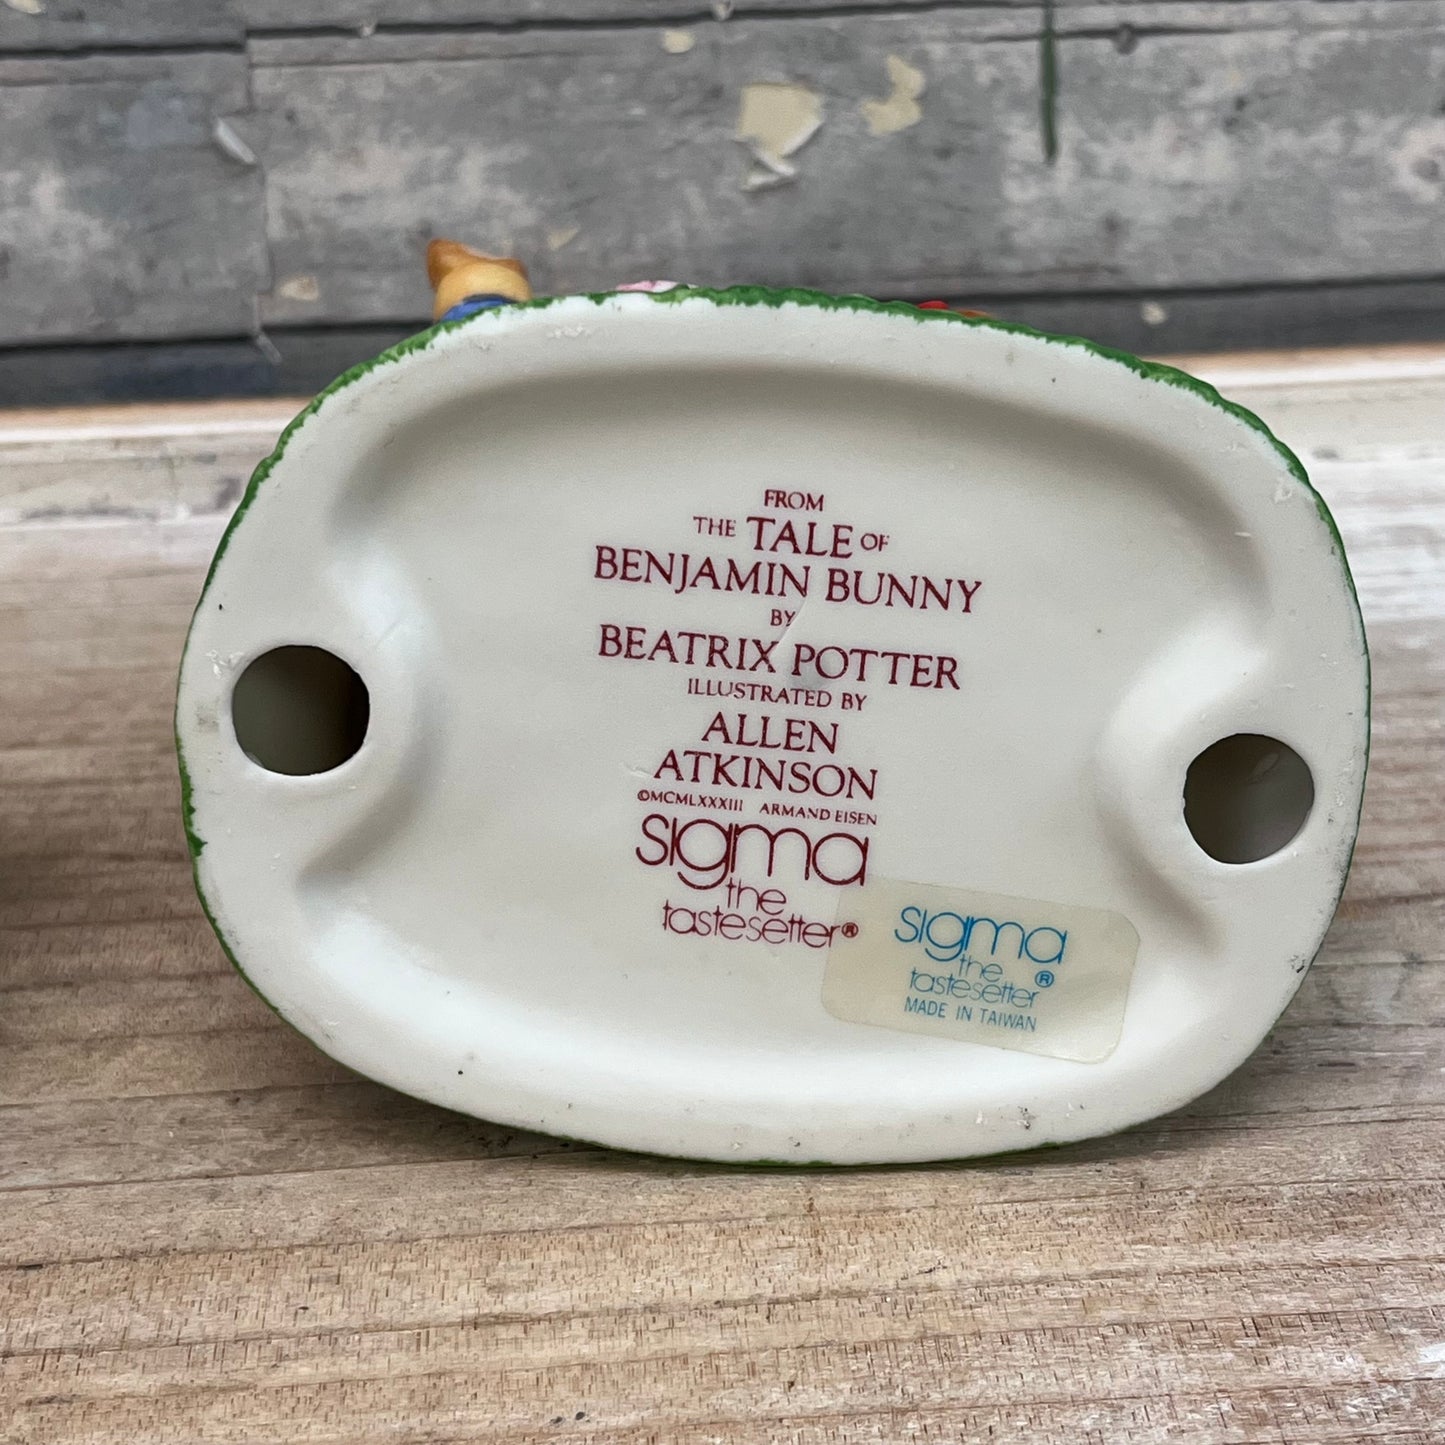 FROM
THE TALE OF
BENJAMIN BUNNY
BY
BEATRIX POTTER
ILLUSTRATED BY
ALLEN
ATKINSON
©MCMLXXXIII ARMAND EISEN
sigma
the
tastesetter®
sigma
the
tastesetter®
MADE IN TAIWAN